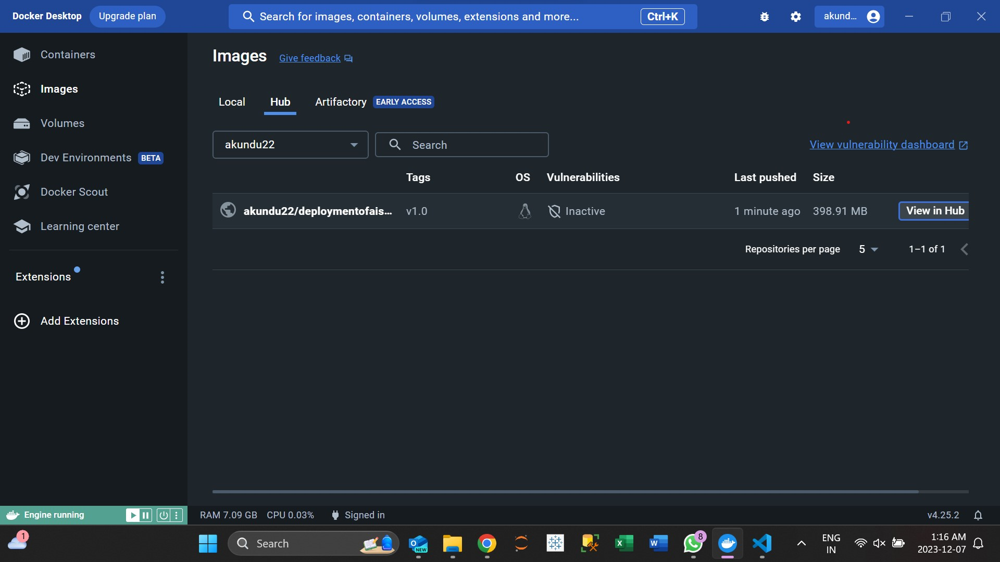 Docker Desktop Upgrade plan Search for images, containers, volumes, extensions and more... Ctrl+K akund...
Containers
Images
Volumes
Dev Environments BETA
Docker Scout
Learning center
Extensions
Add Extensions
Images Give feedback
Local Hub Artifactory EARLY ACCESS
akundu22 Search View vulnerability dashboard
Tags OS Vulnerabilities Last pushed Size
akundu22/deploymentofais... v1.0 Inactive 1 minute ago 398.91 MB View in Hub
Repositories per page 5 1–1 of 1
Engine running RAM 7.09 GB CPU 0.03% Signed in v4.25.2
1 Search O NEW X W 8 ENG 1:16 AM
IN 2023-12-07